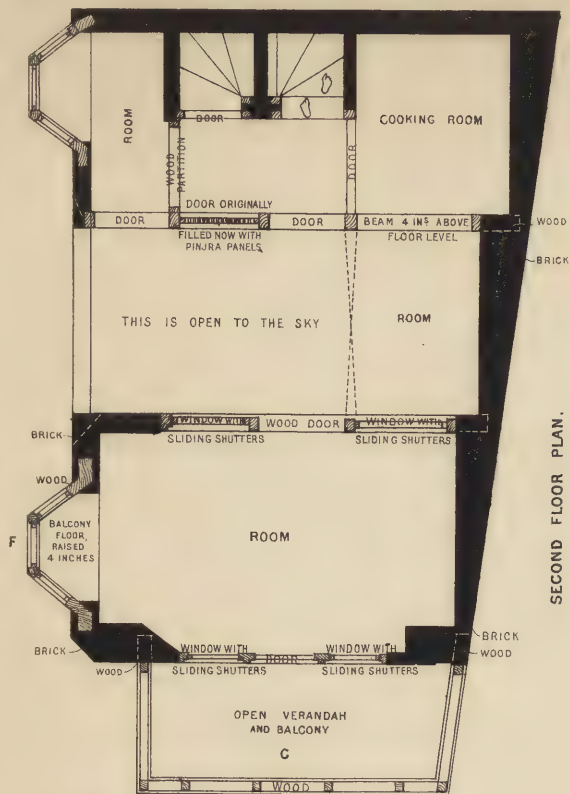 ROOM
DOOR
COOKING ROOM
WOOD
PARTITION
DOOR
DOOR ORIGINALLY
DOOR
FILLED NOW WITH
PINJRA PANELS
DOOR
BEAM 4 INS ABOVE
FLOOR LEVEL
WOOD
BRICK
THIS IS OPEN TO THE SKY
ROOM
BRICK
WINDOW WITH
SLIDING SHUTTERS
WOOD DOOR
WINDOW WITH
SLIDING SHUTTERS
WOOD
F
BALCONY
FLOOR,
RAISED
4 INCHES
ROOM
SECOND FLOOR PLAN.
BRICK
WOOD
WINDOW WITH
SLIDING SHUTTERS
DOOR
WINDOW WITH
SLIDING SHUTTERS
BRICK
WOOD
OPEN VERANDAH
AND BALCONY
C
WOOD